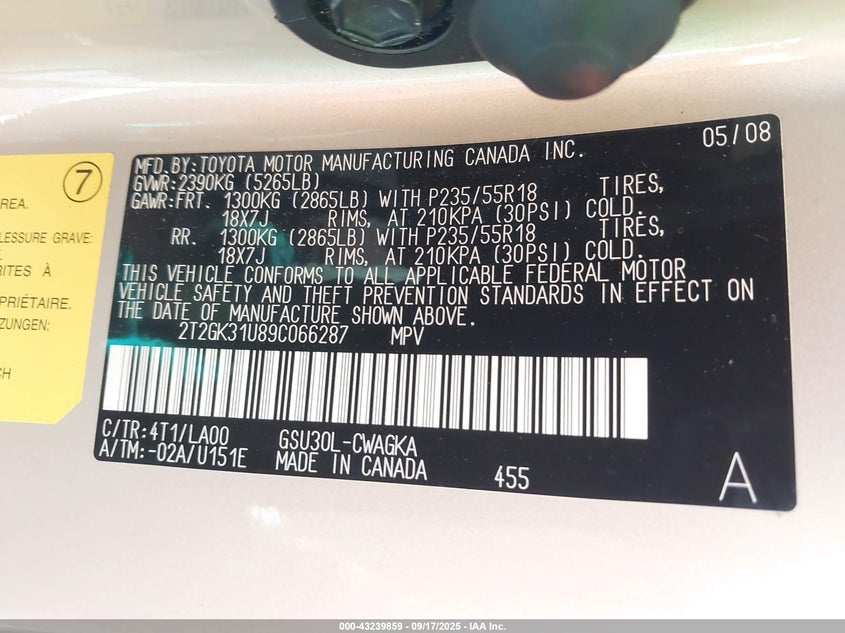 7
REA.
LESSURE GRAVE:
RITES À
OPRIÉTAIRE.
ZUNGEN:
CH
05/08
MFD.BY:TOYOTA MOTOR MANUFACTURING CANADA INC.
GVWR:2390KG (5265LB)
GAWR:FRT. 1300KG (2865LB) WITH P235/55R18 TIRES,
18X7J RIMS, AT 210KPA (30PSI) COLD.
RR. 1300KG (2865LB) WITH P235/55R18 TIRES,
18X7J RIMS, AT 210KPA (30PSI) COLD.
THIS VEHICLE CONFORMS TO ALL APPLICABLE FEDERAL MOTOR
VEHICLE SAFETY AND THEFT PREVENTION STANDARDS IN EFFECT ON
THE DATE OF MANUFACTURE SHOWN ABOVE.
2T2GK31U89C066287 MPV
C/TR:4T1/LA00 GSU30L-CWAGKA
A/TM:-02A/U151E MADE IN CANADA 455 A
000-43239859 - 09/17/2025 - IAA Inc.